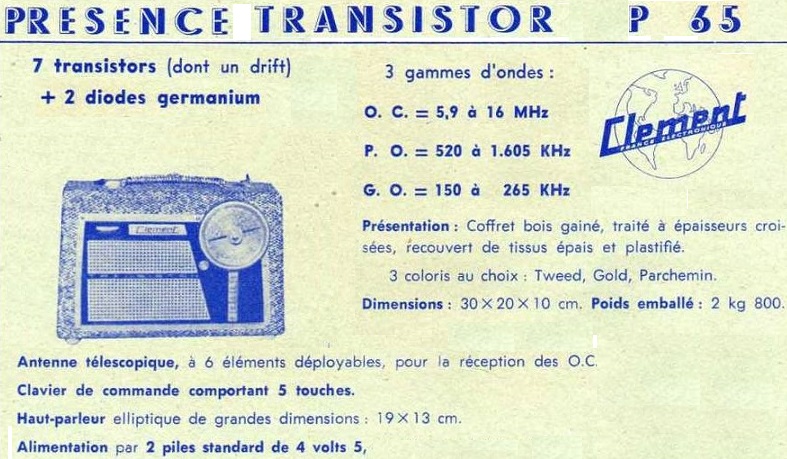 PRESENCE TRANSISTOR P 65
7 transistors (dont un drift)
+ 2 diodes germanium
3 gammes d'ondes :
O. C. = 5,9 à 16 MHz
P. O. = 520 à 1.605 KHz
G. O. = 150 à 265 KHz
Clement
FRANCE ELECTRONIQUE
Clement
Présentation : Coffret bois gainé, traité à épaisseurs croi-
sées, recouvert de tissus épais et plastifié.
3 coloris au choix : Tweed, Gold, Parchemin.
Dimensions : 30 × 20 × 10 cm. Poids emballé : 2 kg 800.
Antenne télescopique, à 6 éléments déployables, pour la réception des O.C.
Clavier de commande comportant 5 touches.
Haut-parleur elliptique de grandes dimensions : 19 × 13 cm.
Alimentation par 2 piles standard de 4 volts 5,